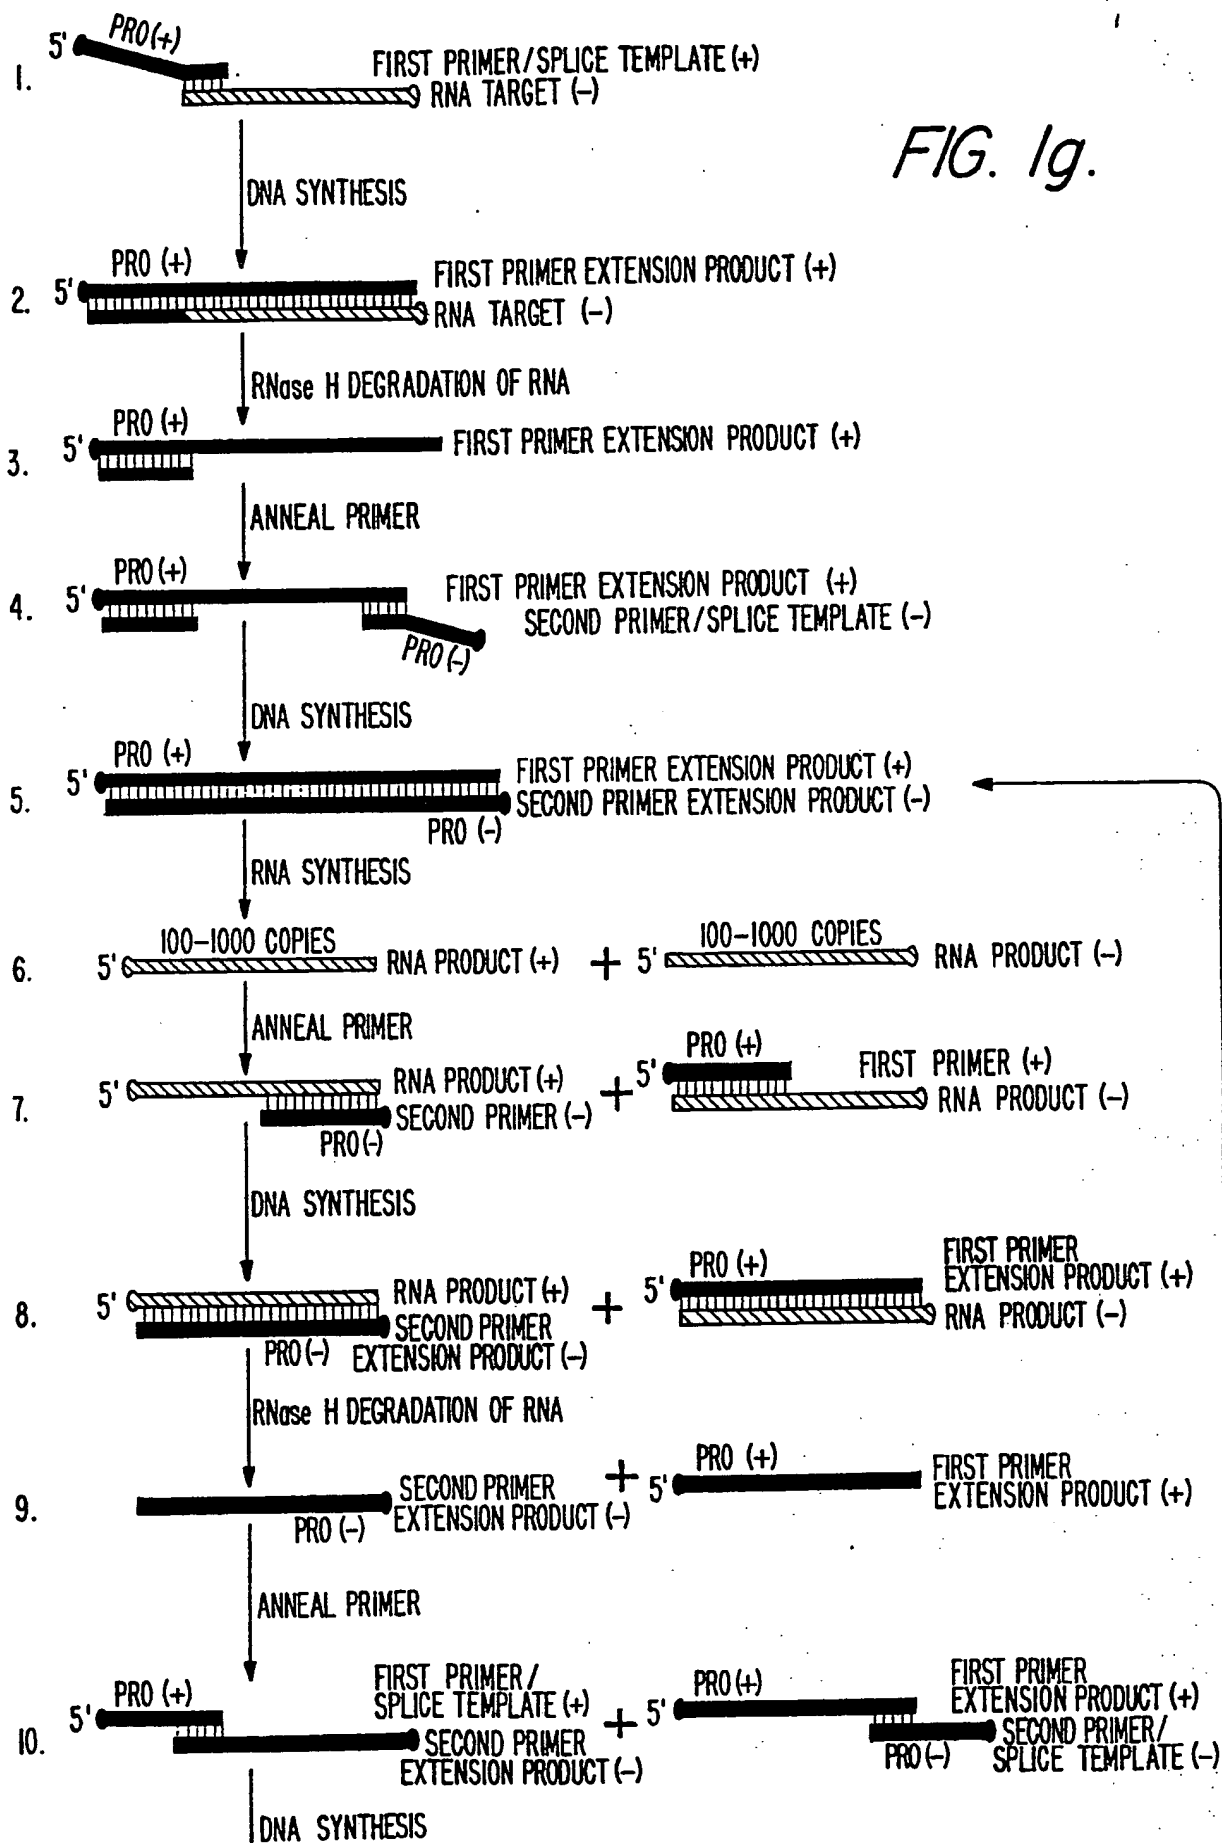 FIG. 1g.
1.
5'
PRO (+)
FIRST PRIMER/SPLICE TEMPLATE (+)
RNA TARGET (-)
DNA SYNTHESIS
2.
5'
PRO (+)
FIRST PRIMER EXTENSION PRODUCT (+)
RNA TARGET (-)
RNase H DEGRADATION OF RNA
3.
5'
PRO (+)
FIRST PRIMER EXTENSION PRODUCT (+)
ANNEAL PRIMER
4.
5'
PRO (+)
FIRST PRIMER EXTENSION PRODUCT (+)
SECOND PRIMER/SPLICE TEMPLATE (-)
PRO (-)
DNA SYNTHESIS
5.
5'
PRO (+)
FIRST PRIMER EXTENSION PRODUCT (+)
SECOND PRIMER EXTENSION PRODUCT (-)
PRO (-)
RNA SYNTHESIS
6.
100-1000 COPIES
5'
RNA PRODUCT (+)
+
100-1000 COPIES
5'
RNA PRODUCT (-)
ANNEAL PRIMER
7.
5'
RNA PRODUCT (+)
SECOND PRIMER (-)
PRO (-)
+
5'
PRO (+)
FIRST PRIMER (+)
RNA PRODUCT (-)
DNA SYNTHESIS
8.
5'
RNA PRODUCT (+)
SECOND PRIMER
EXTENSION PRODUCT (-)
PRO (-)
+
5'
PRO (+)
FIRST PRIMER
EXTENSION PRODUCT (+)
RNA PRODUCT (-)
RNase H DEGRADATION OF RNA
9.
SECOND PRIMER
EXTENSION PRODUCT (-)
PRO (-)
+
5'
PRO (+)
FIRST PRIMER
EXTENSION PRODUCT (+)
ANNEAL PRIMER
10.
5'
PRO (+)
FIRST PRIMER/
SPLICE TEMPLATE (+)
SECOND PRIMER
EXTENSION PRODUCT (-)
+
5'
PRO (+)
FIRST PRIMER
EXTENSION PRODUCT (+)
SECOND PRIMER/
SPLICE TEMPLATE (-)
PRO (-)
DNA SYNTHESIS